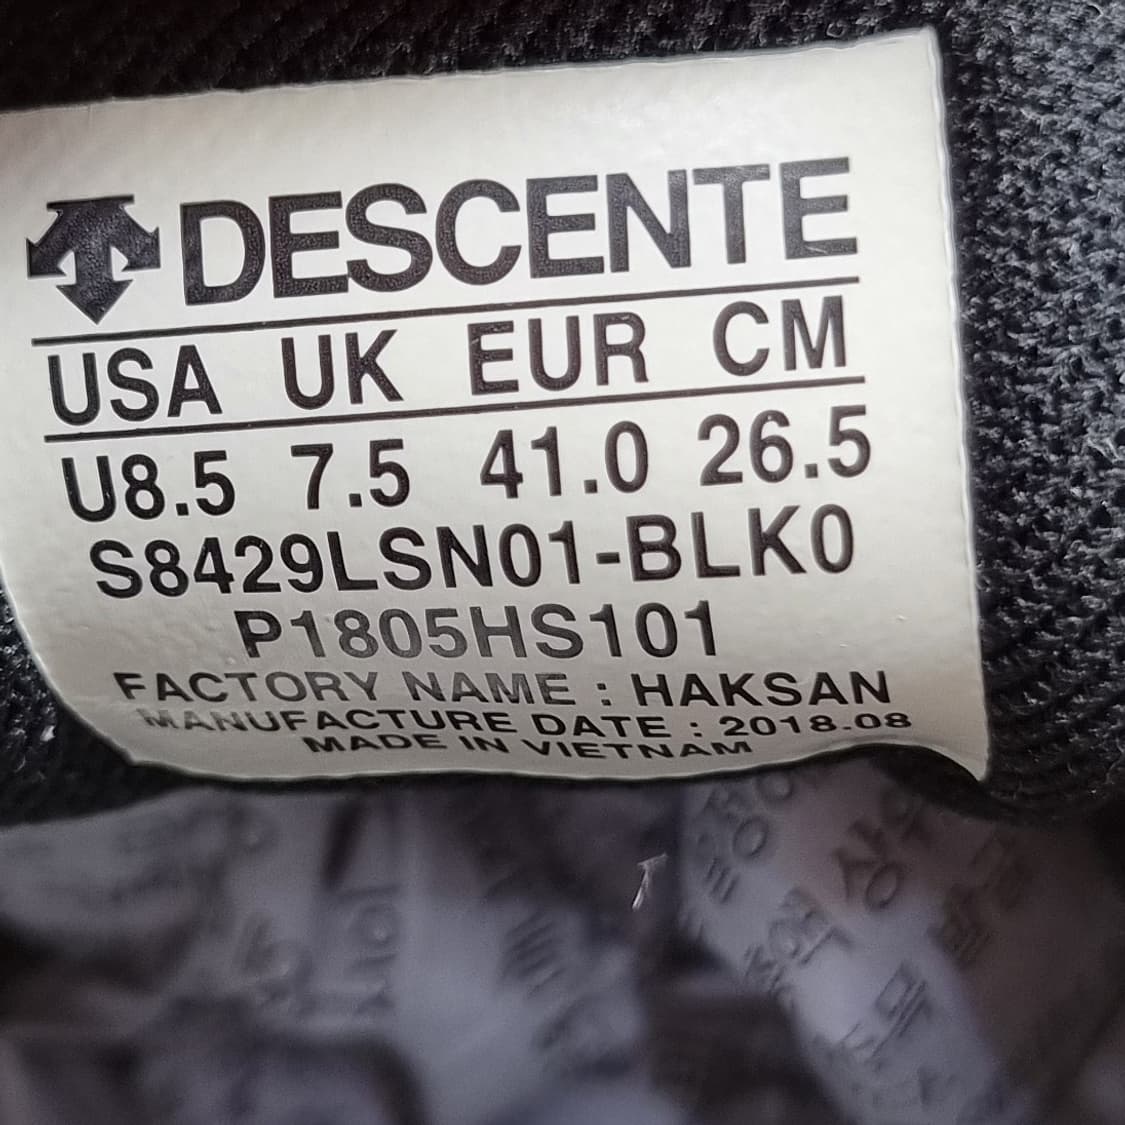 DESCENTE
USA UK EUR CM
U8.5 7.5 41.0 26.5
S8429LSN01-BLK0
P1805HS101
FACTORY NAME : HAKSAN
MANUFACTURE DATE : 2018.08
MADE IN VIETNAM